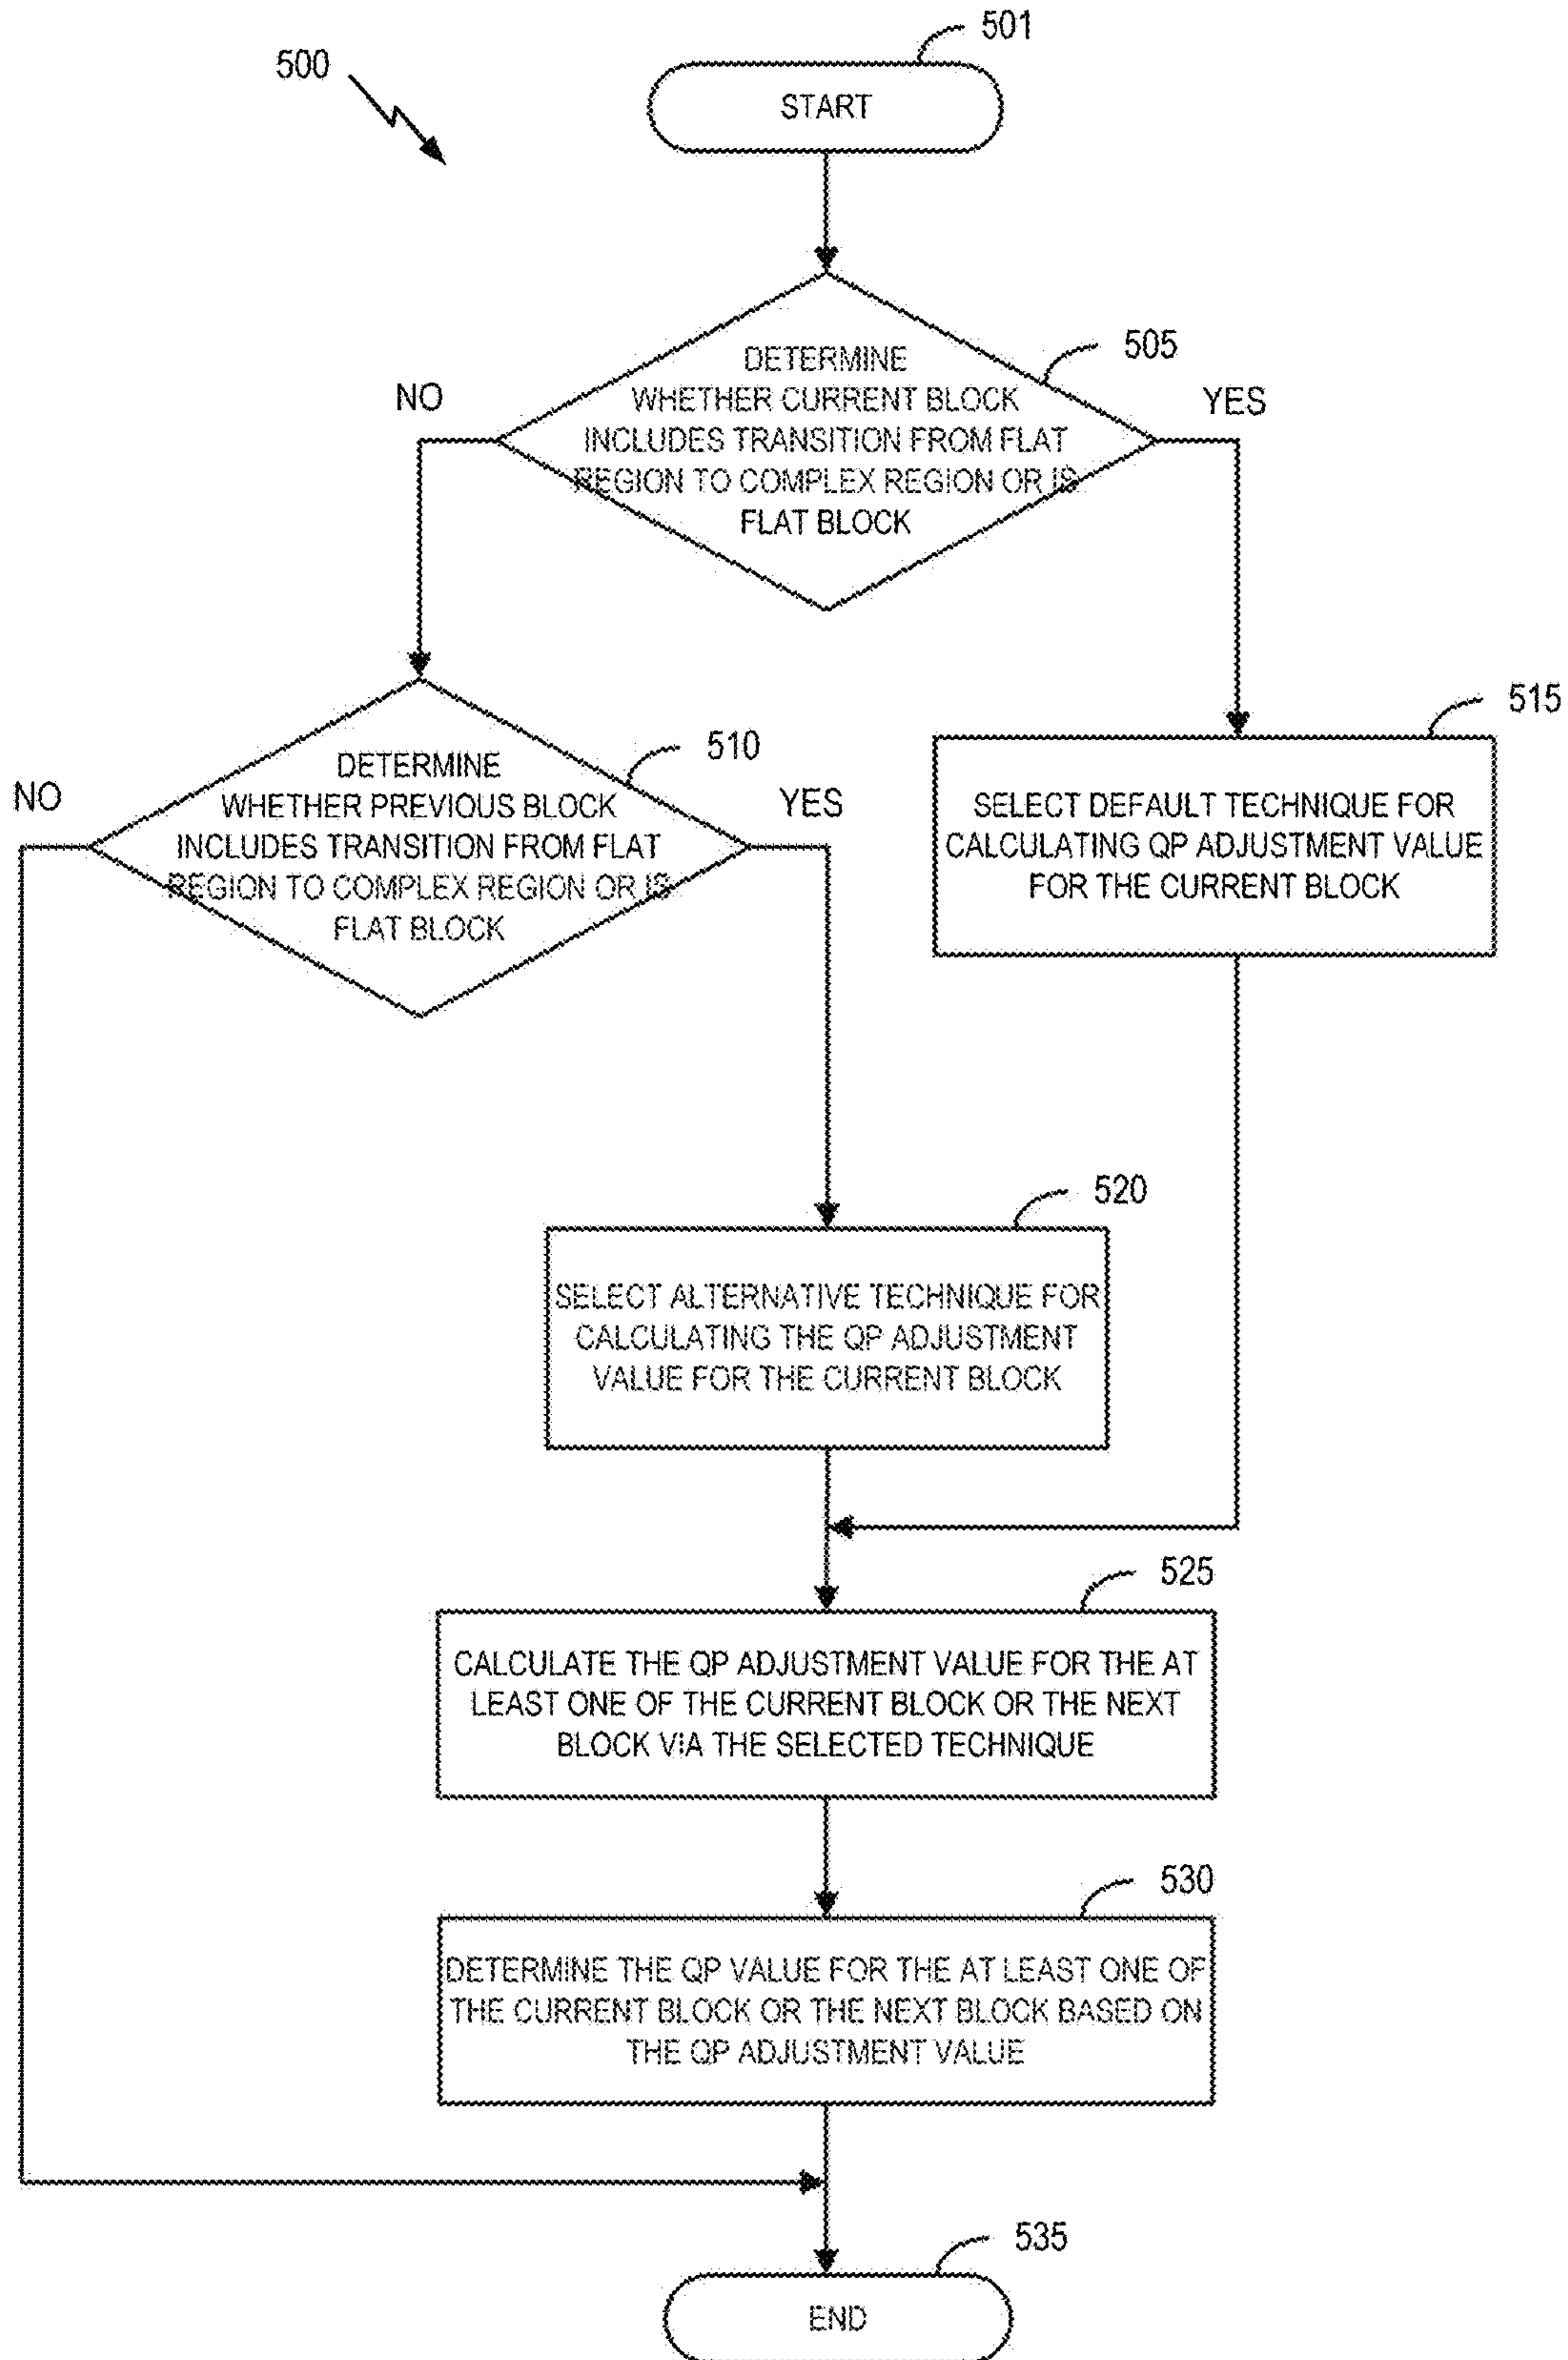 501
500
START
505
NO
YES
DETERMINE
WHETHER CURRENT BLOCK
INCLUDES TRANSITION FROM FLAT
REGION TO COMPLEX REGION OR IS
FLAT BLOCK
510
515
NO
YES
DETERMINE
WHETHER PREVIOUS BLOCK
INCLUDES TRANSITION FROM FLAT
REGION TO COMPLEX REGION OR IS
FLAT BLOCK
SELECT DEFAULT TECHNIQUE FOR
CALCULATING QP ADJUSTMENT VALUE
FOR THE CURRENT BLOCK
520
SELECT ALTERNATIVE TECHNIQUE FOR
CALCULATING THE QP ADJUSTMENT
VALUE FOR THE CURRENT BLOCK
525
CALCULATE THE QP ADJUSTMENT VALUE FOR THE AT
LEAST ONE OF THE CURRENT BLOCK OR THE NEXT
BLOCK VIA THE SELECTED TECHNIQUE
530
DETERMINE THE QP VALUE FOR THE AT LEAST ONE OF
THE CURRENT BLOCK OR THE NEXT BLOCK BASED ON
THE QP ADJUSTMENT VALUE
535
END